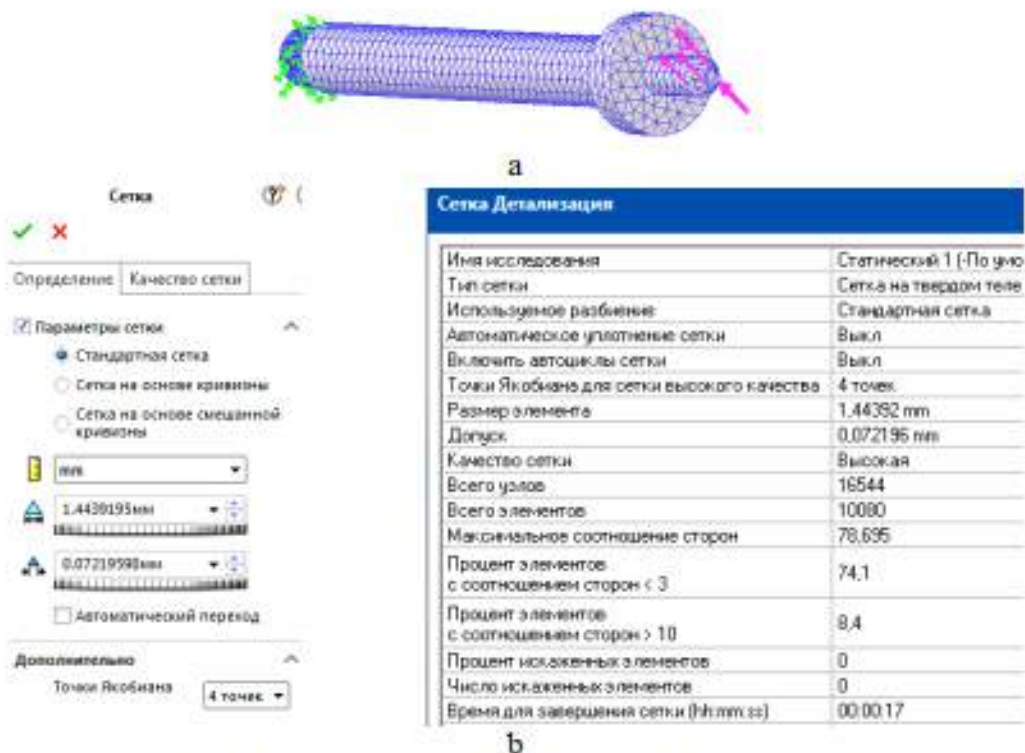 a
Сетка
Определение
Качество сетки
Параметры сетки
Стандартная сетка
Сетка на основе кривизны
Сетка на основе смешанной
кривизны
mm
1.4439195мм
0.07219598мм
Автоматический переход
Дополнительно
Точки Якобиана
4 точек
Сетка Детализация
Имя исследования Статический 1 (-По умо
Тип сетки Сетка на твердом теле
Используемое разбиение Стандартная сетка
Автоматическое уплотнение сетки Выкл
Включить автоциклы сетки Выкл
Точки Якобиана для сетки высокого качества 4 точек
Размер элемента 1.44392 mm
Допуск 0,072196 mm
Качество сетки Высокая
Всего узлов 16544
Всего элементов 10080
Максимальное соотношение сторон 78,695
Процент элементов
с соотношением сторон < 3 74,1
Процент элементов
с соотношением сторон > 10 8,4
Процент искаженных элементов 0
Число искаженных элементов 0
Время для завершения сетки (hh:mm:ss) 00:00:17
b